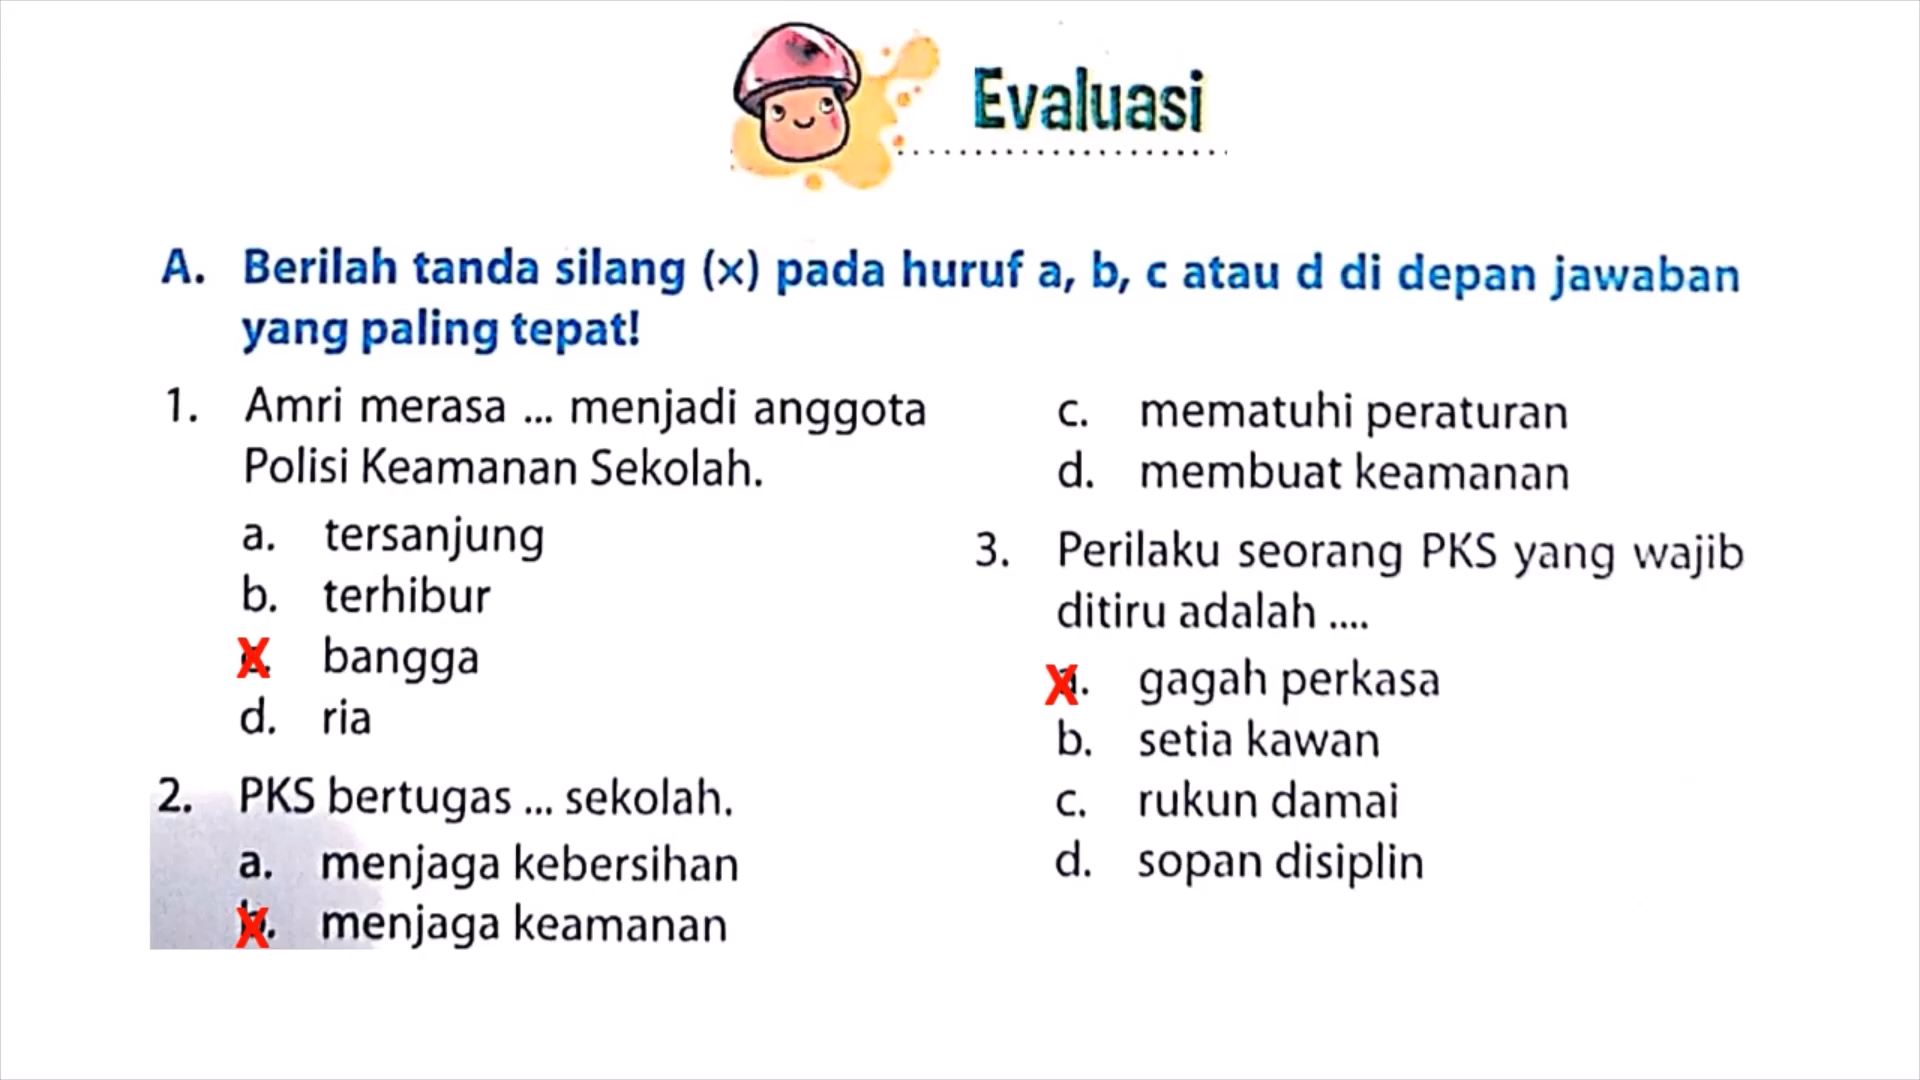 Evaluasi
A. Berilah tanda silang (x) pada huruf a, b, c atau d di depan jawaban
yang paling tepat!
1. Amri merasa ... menjadi anggota
Polisi Keamanan Sekolah.
a. tersanjung
b. terhibur
X bangga
d. ria
2. PKS bertugas ... sekolah.
a. menjaga kebersihan
X. menjaga keamanan
c. mematuhi peraturan
d. membuat keamanan
3. Perilaku seorang PKS yang wajib
ditiru adalah ....
X. gagah perkasa
b. setia kawan
c. rukun damai
d. sopan disiplin